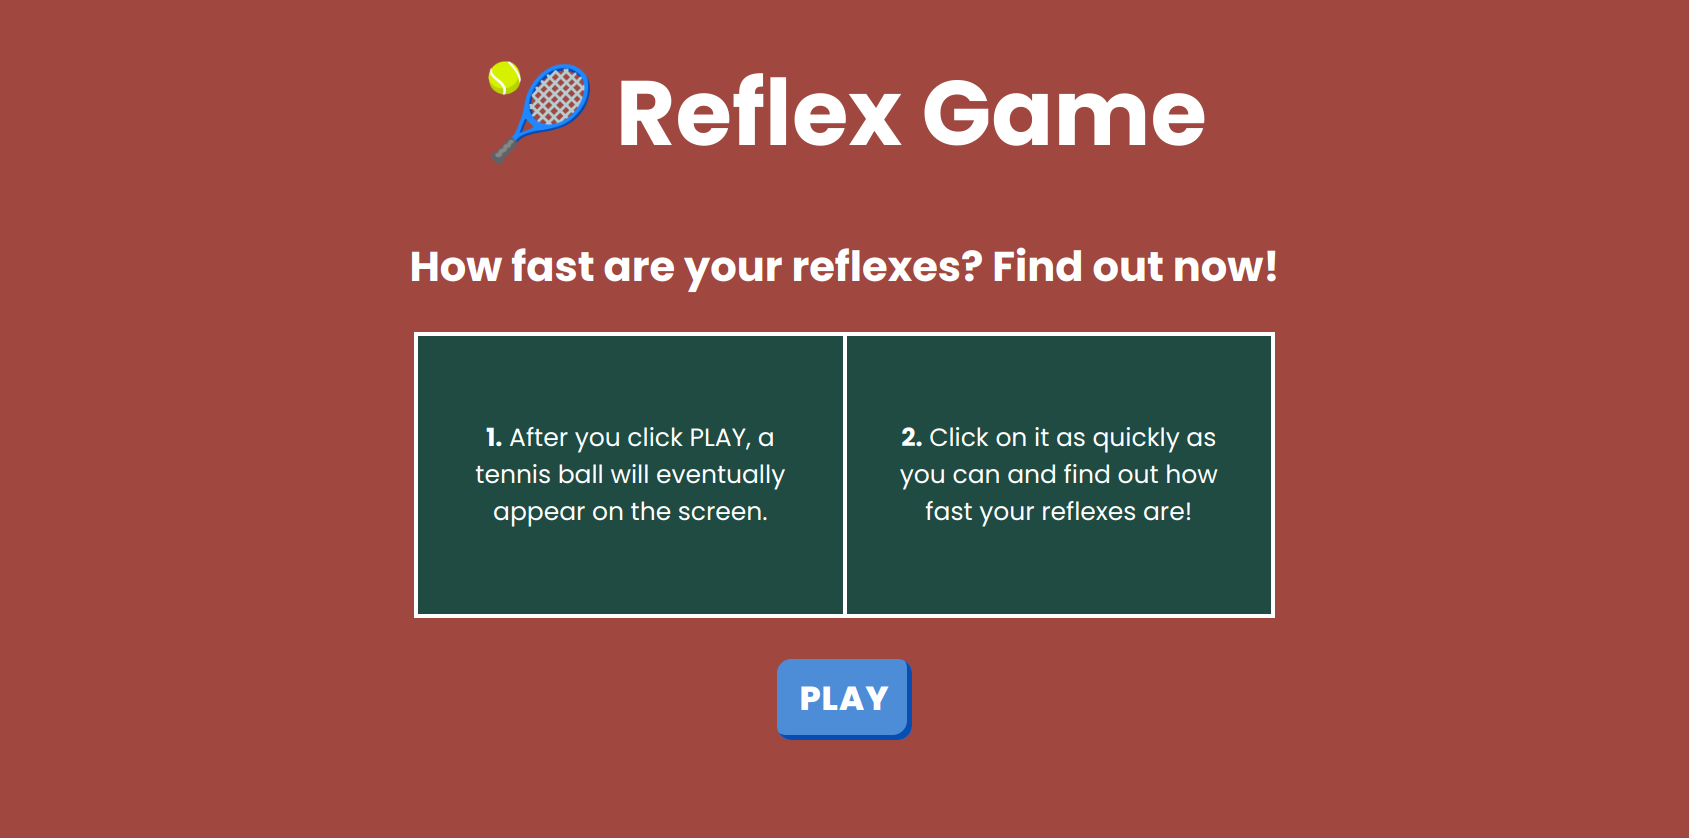 Reflex Game
How fast are your reflexes? Find out now!
1. After you click PLAY, a
tennis ball will eventually
appear on the screen.
2. Click on it as quickly as
you can and find out how
fast your reflexes are!
PLAY